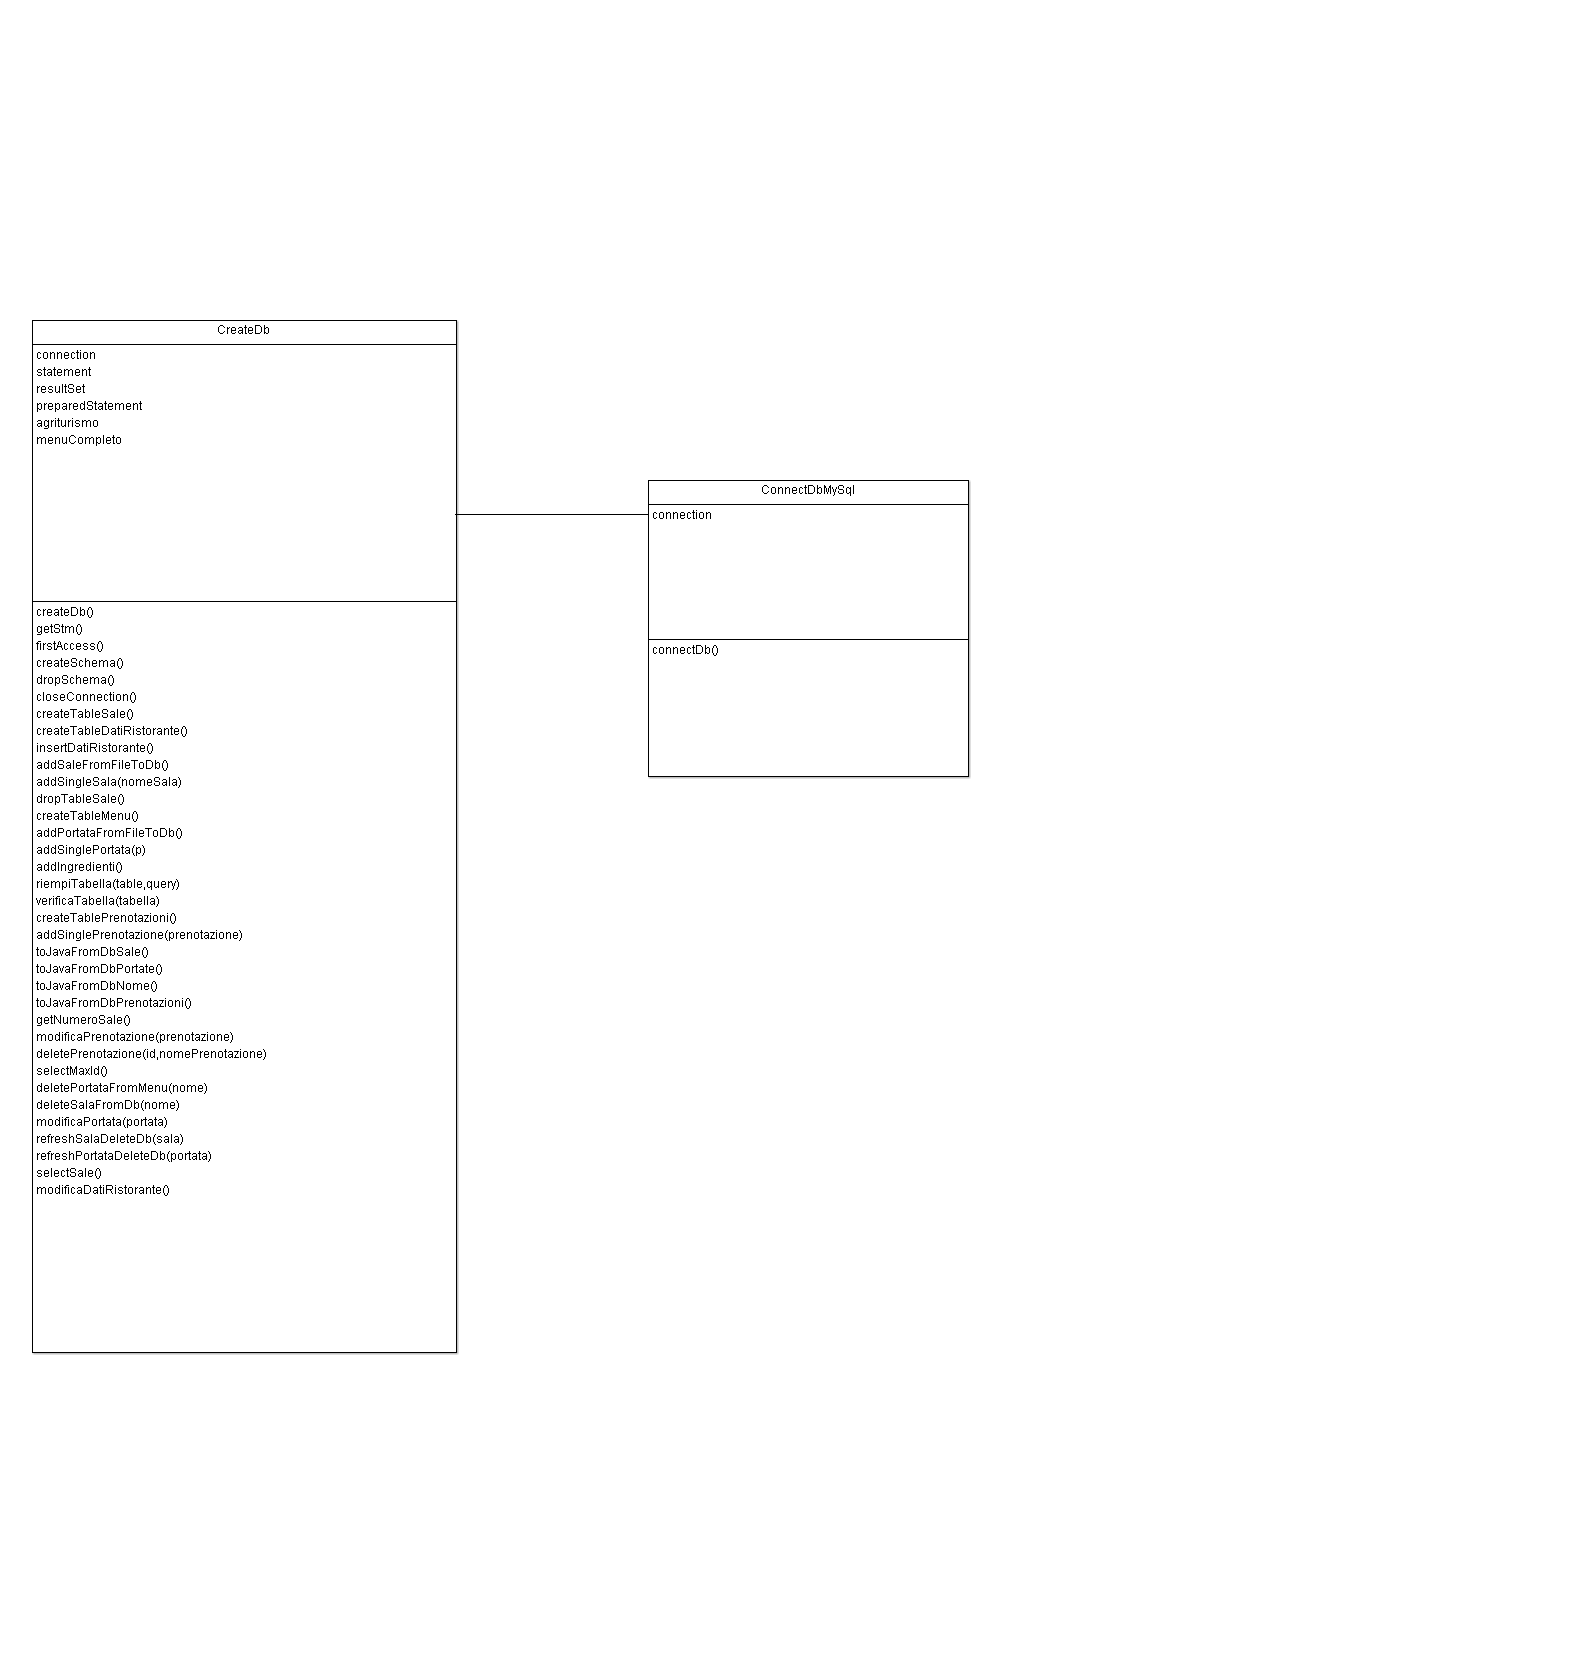 CreateDb
connection
statement
resultSet
preparedStatement
agriturismo
menuCompleto
createDb()
getStm()
firstAccess()
createSchema()
dropSchema()
closeConnection()
createTableSale()
createTableDatiRistorante()
insertDatiRistorante()
addSaleFromFileToDb()
addSingleSala(nomeSala)
dropTableSale()
createTableMenu()
addPortataFromFileToDb()
addSinglePortata(p)
addIngredienti()
riempiTabella(table,query)
verificaTabella(tabella)
createTablePrenotazioni()
addSinglePrenotazione(prenotazione)
toJavaFromDbSale()
toJavaFromDbPortate()
toJavaFromDbNome()
toJavaFromDbPrenotazioni()
getNumeroSale()
modificaPrenotazione(prenotazione)
deletePrenotazione(id,nomePrenotazione)
selectMaxId()
deletePortataFromMenu(nome)
deleteSalaFromDb(nome)
modificaPortata(portata)
refreshSalaDeleteDb(sala)
refreshPortataDeleteDb(portata)
selectSale()
modificaDatiRistorante()
ConnectDbMySql
connection
connectDb()